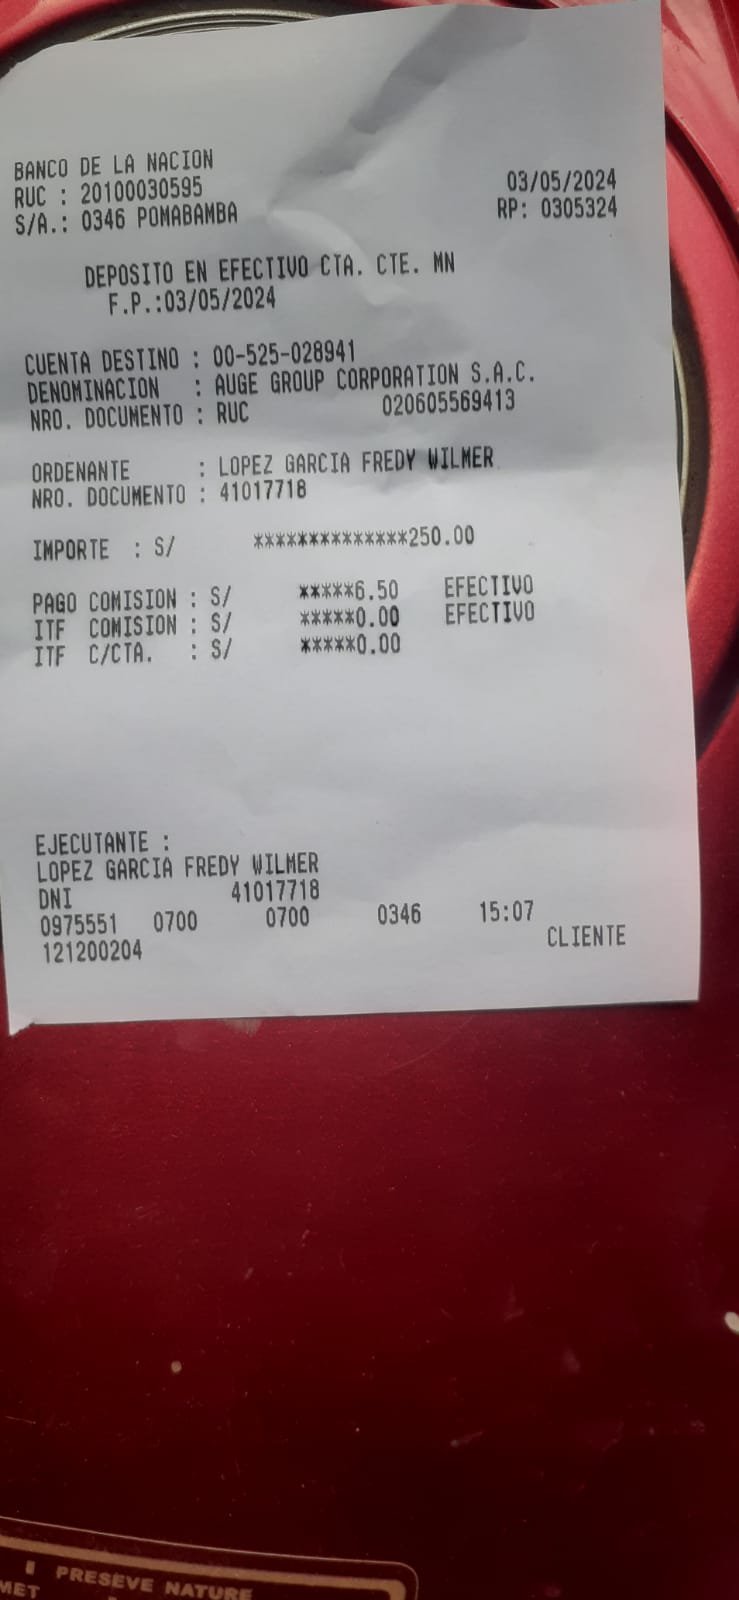 BANCO DE LA NACION
RUC : 20100030595 03/05/2024
S/A.: 0346 POMABAMBA RP: 0305324
DEPOSITO EN EFECTIVO CTA. CTE. MN
F.P.:03/05/2024
CUENTA DESTINO : 00-525-028941
DENOMINACION : AUGE GROUP CORPORATION S.A.C.
NRO. DOCUMENTO : RUC 020605569413
ORDENANTE : LOPEZ GARCIA FREDY WILMER
NRO. DOCUMENTO : 41017718
IMPORTE : S/ **************250.00
PAGO COMISION : S/ *****6.50 EFECTIVO
ITF COMISION : S/ *****0.00 EFECTIVO
ITF C/CTA. : S/ *****0.00
EJECUTANTE :
LOPEZ GARCIA FREDY WILMER
DNI 41017718
0975551 0700 0700 0346 15:07
121200204 CLIENTE
PRESEVE NATURE
MET